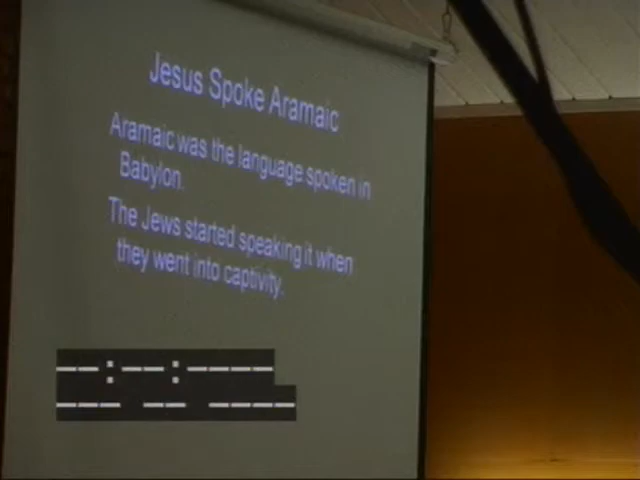 Jesus Spoke Aramaic
Aramaic was the language spoken in
Babylon.
The Jews started speaking it when
they went into captivity.
--:--:----
--- -- ----